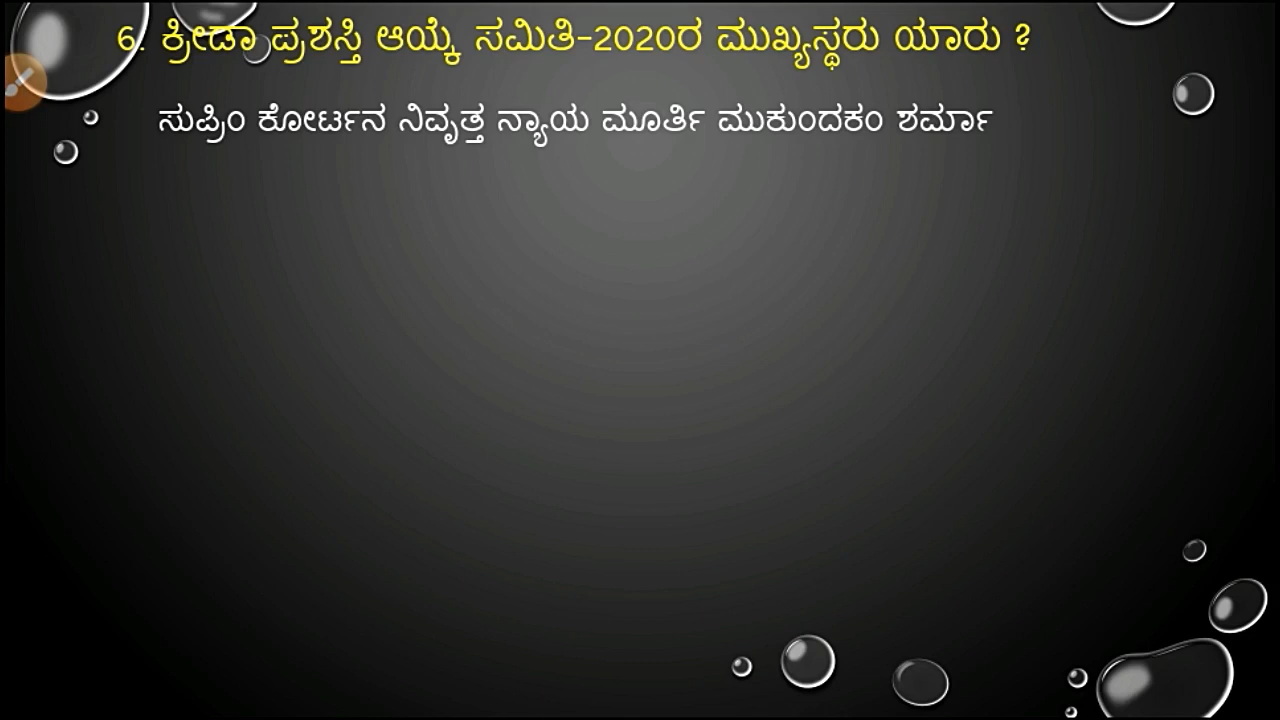 6. ಕ್ರೀಡಾ ಪ್ರಶಸ್ತಿ ಆಯ್ಕೆ ಸಮಿತಿ-2020ರ ಮುಖ್ಯಸ್ಥರು ಯಾರು ?
ಸುಪ್ರಿಂ ಕೋರ್ಟನ ನಿವೃತ್ತ ನ್ಯಾಯ ಮೂರ್ತಿ ಮುಕುಂದಕಂ ಶರ್ಮಾ